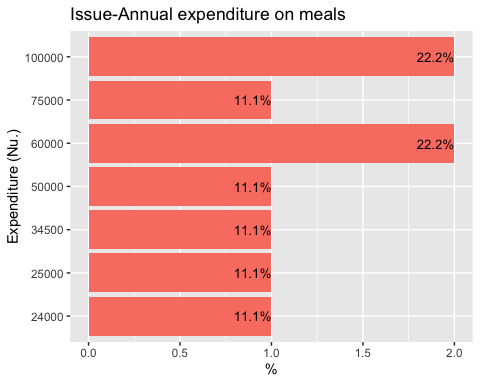 Issue-Annual expenditure on meals
Expenditure (Nu.)
100000 22.2%
75000 11.1%
60000 22.2%
50000 11.1%
34500 11.1%
25000 11.1%
24000 11.1%
0.0 0.5 1.0 1.5 2.0
%